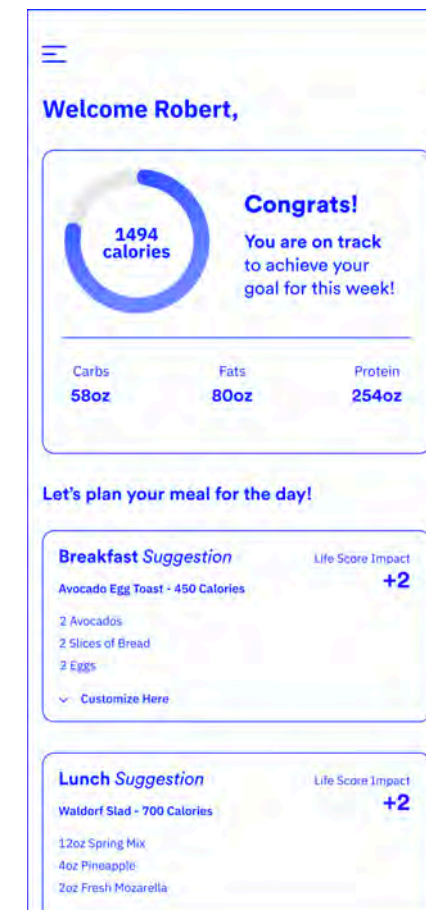 Welcome Robert,
1494
calories
Congrats!
You are on track
to achieve your
goal for this week!
Carbs
Fats
Protein
58oz
80oz
254oz
Let's plan your meal for the day!
Breakfast Suggestion
Life Score Impact
+2
Avocado Egg Toast - 450 Calories
2 Avocados
2 Slices of Bread
2 Eggs
Customize Here
Lunch Suggestion
Life Score Impact
+2
Waldorf Slad - 700 Calories
12oz Spring Mix
4oz Pineapple
2oz Fresh Mozarella